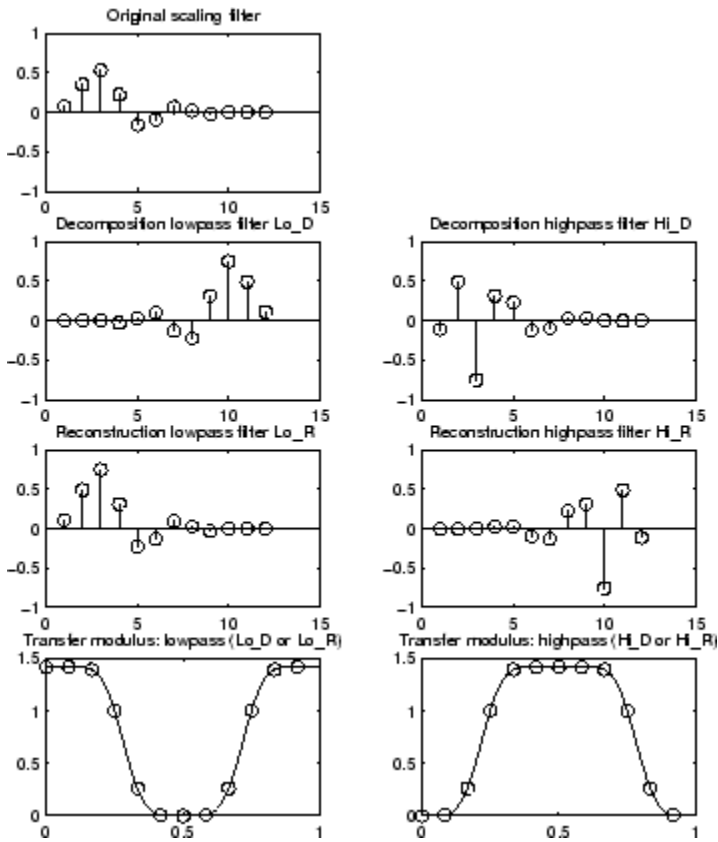 Original scaling filter
1
0.5
0
−0.5
−1
0 5 10 15
Decomposition lowpass filter Lo_D
1
0.5
0
−0.5
−1
0 5 10 15
Decomposition highpass filter Hi_D
1
0.5
0
−0.5
−1
0 5 10 15
Reconstruction lowpass filter Lo_R
1
0.5
0
−0.5
−1
0 5 10 15
Reconstruction highpass filter Hi_R
1
0.5
0
−0.5
−1
0 5 10 15
Transfer modulus: lowpass (Lo_D or Lo_R)
1.5
1
0.5
0
0 0.5 1
Transfer modulus: highpass (Hi_D or Hi_R)
1.5
1
0.5
0
0 0.5 1